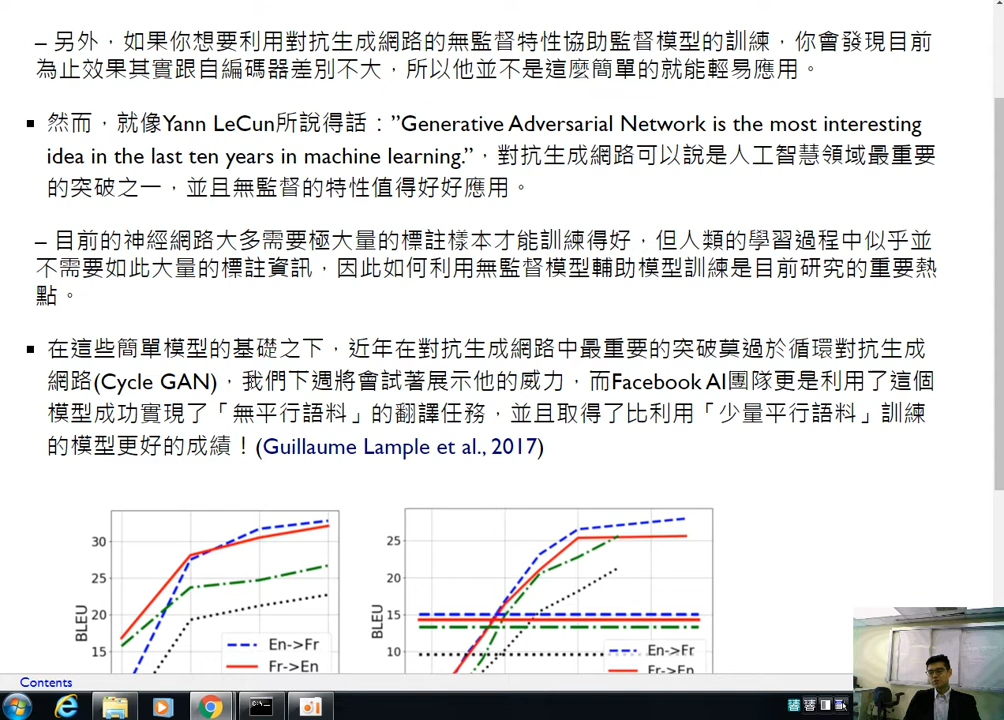 – 另外，如果你想要利用對抗生成網路的無監督特性協助監督模型的訓練，你會發現目前
為止效果其實跟自編碼器差別不大，所以他並不是這麼簡單的就能輕易應用。
▪ 然而，就像Yann LeCun所說得話：”Generative Adversarial Network is the most interesting
idea in the last ten years in machine learning.”，對抗生成網路可以說是人工智慧領域最重要
的突破之一，並且無監督的特性值得好好應用。
– 目前的神經網路大多需要極大量的標註樣本才能訓練得好，但人類的學習過程中似乎並
不需要如此大量的標註資訊，因此如何利用無監督模型輔助模型訓練是目前研究的重要熱
點。
▪ 在這些簡單模型的基礎之下，近年在對抗生成網路中最重要的突破莫過於循環對抗生成
網路(Cycle GAN)，我們下週將會試著展示他的威力，而Facebook AI團隊更是利用了這個
模型成功實現了「無平行語料」的翻譯任務，並且取得了比利用「少量平行語料」訓練
的模型更好的成績！(Guillaume Lample et al., 2017)
30
25
20
15
BLEU
En->Fr
Fr->En
25
20
15
10
BLEU
En->Fr
Fr->En
Contents